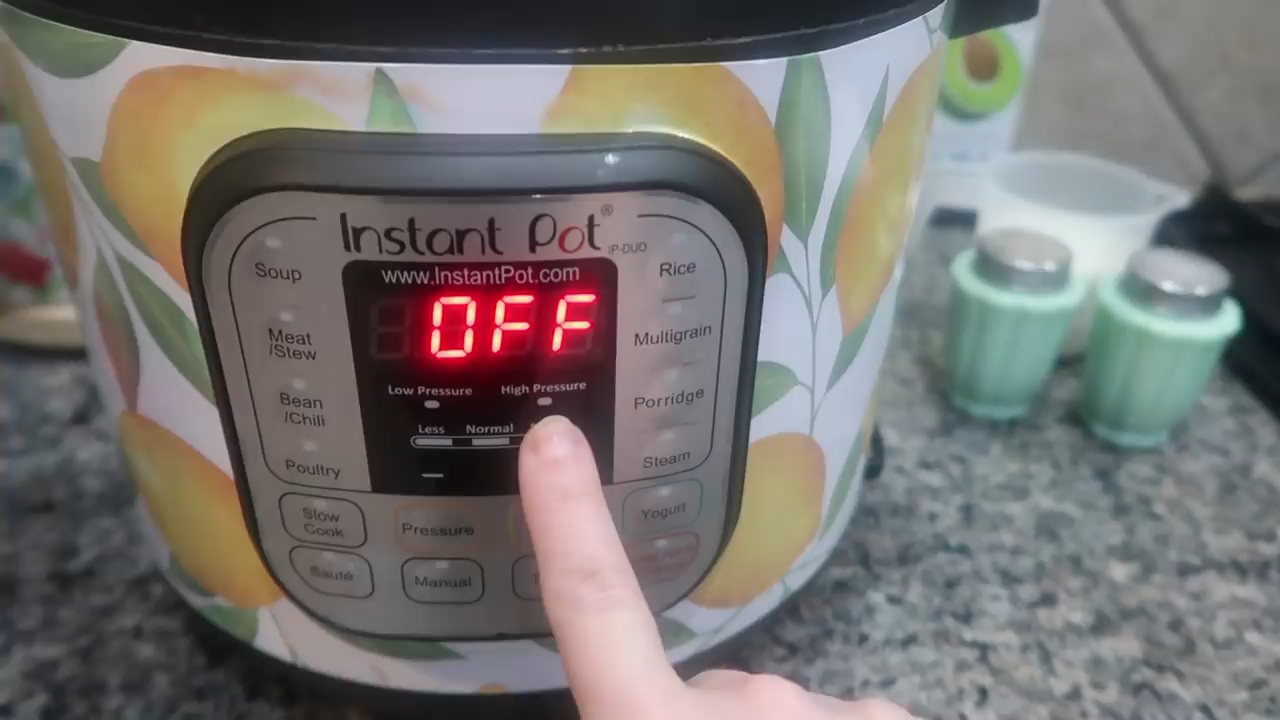 Instant Pot®
IP-DUO
www.InstantPot.com
OFF
Low Pressure
High Pressure
Less
Normal
Soup
Meat
/Stew
Bean
/Chili
Poultry
Rice
Multigrain
Porridge
Steam
Slow
Cook
Pressure
Yogurt
Sauté
Manual